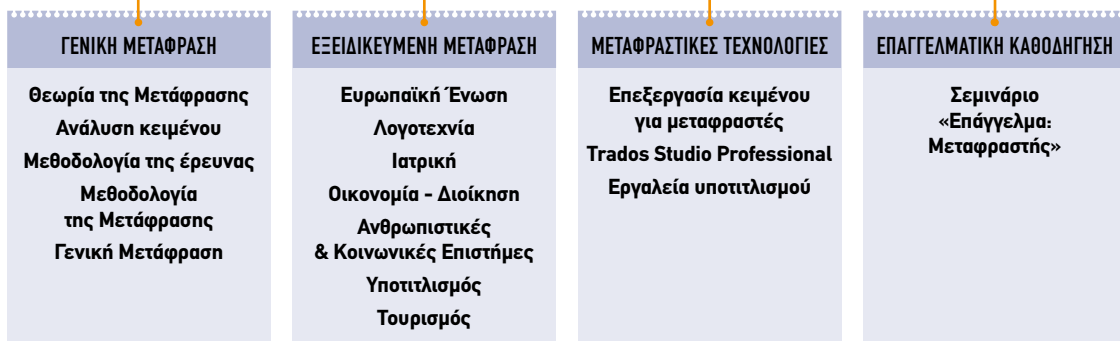 ΓΕΝΙΚΗ ΜΕΤΑΦΡΑΣΗ
Θεωρία της Μετάφρασης
Ανάλυση κειμένου
Μεθοδολογία της έρευνας
Μεθοδολογία
της Μετάφρασης
Γενική Μετάφραση
ΕΞΕΙΔΙΚΕΥΜΕΝΗ ΜΕΤΑΦΡΑΣΗ
Ευρωπαϊκή Ένωση
Λογοτεχνία
Ιατρική
Οικονομία - Διοίκηση
Ανθρωπιστικές
& Κοινωνικές Επιστήμες
Υποτιτλισμός
Τουρισμός
ΜΕΤΑΦΡΑΣΤΙΚΕΣ ΤΕΧΝΟΛΟΓΙΕΣ
Επεξεργασία κειμένου
για μεταφραστές
Trados Studio Professional
Εργαλεία υποτιτλισμού
ΕΠΑΓΓΕΛΜΑΤΙΚΗ ΚΑΘΟΔΗΓΗΣΗ
Σεμινάριο
«Επάγγελμα:
Μεταφραστής»